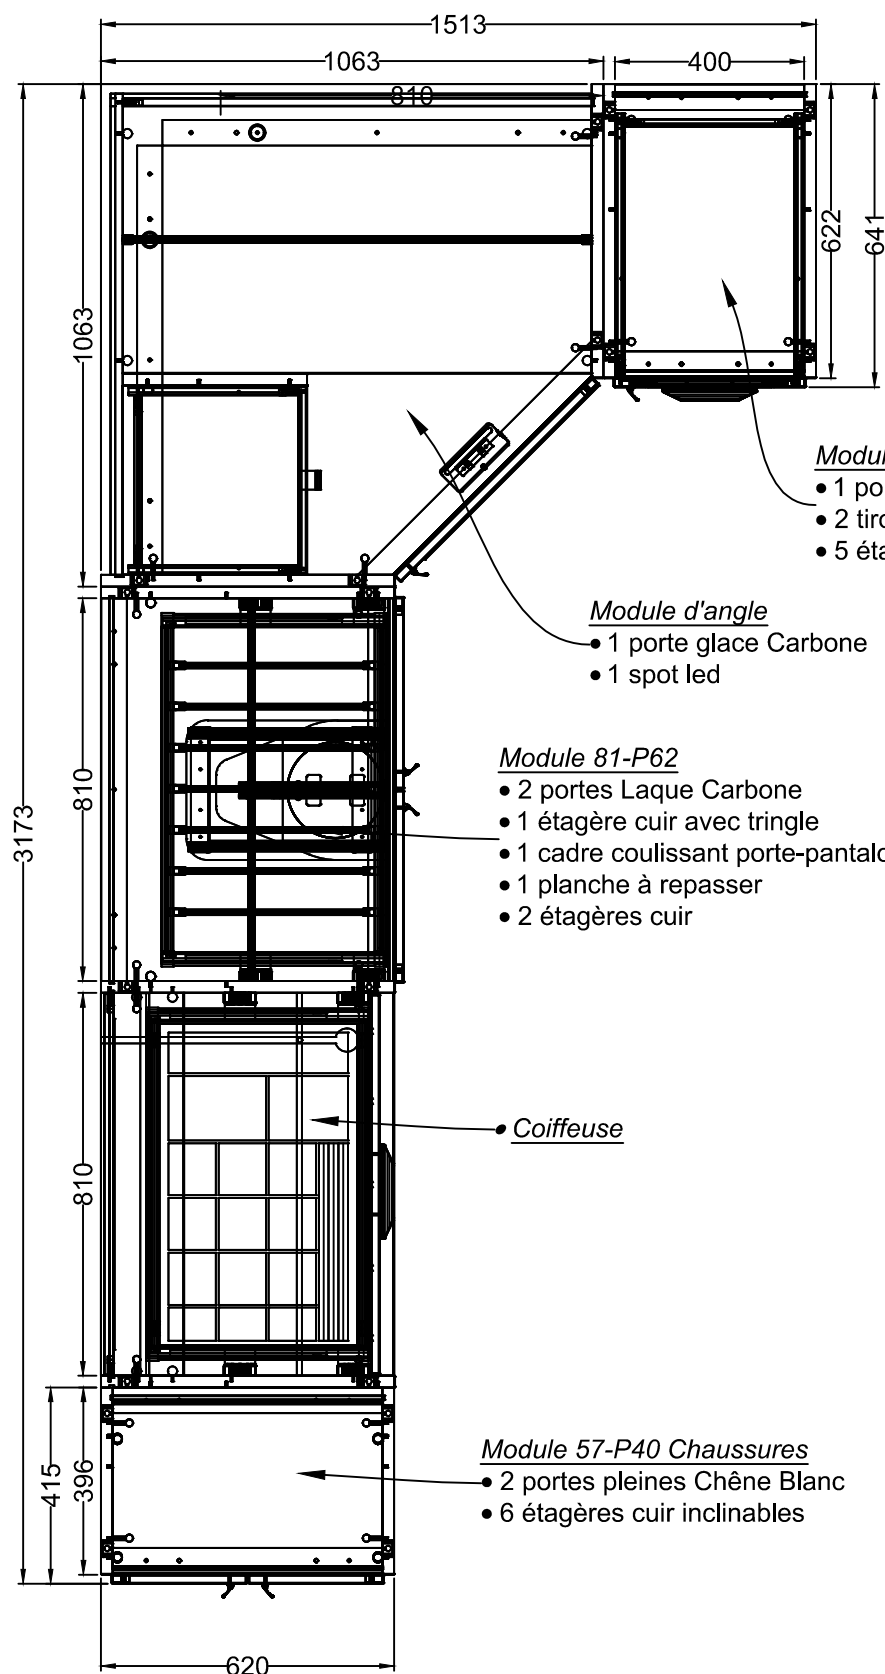 1513
1063
400
810
622
641
1063
Modul
• 1 po
• 2 tiro
• 5 éta
Module d'angle
• 1 porte glace Carbone
• 1 spot led
Module 81-P62
• 2 portes Laque Carbone
• 1 étagère cuir avec tringle
• 1 cadre coulissant porte-pantalo
• 1 planche à repasser
• 2 étagères cuir
810
3173
• Coiffeuse
810
Module 57-P40 Chaussures
• 2 portes pleines Chêne Blanc
• 6 étagères cuir inclinables
415
396
620